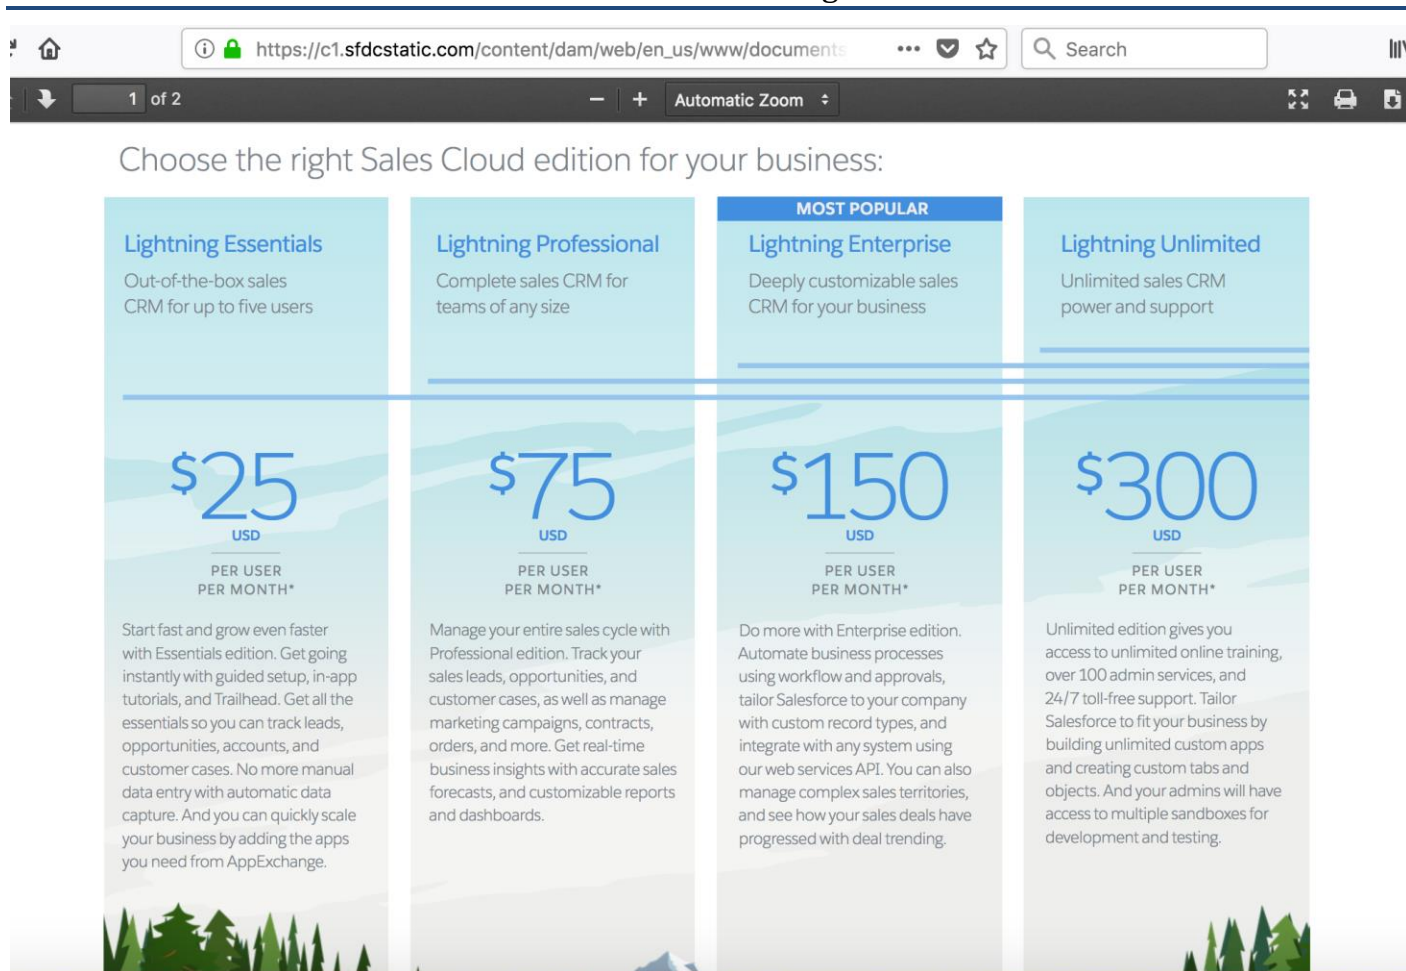 https://c1.sfdcstatic.com/content/dam/web/en_us/www/documents
Search
1 of 2
Automatic Zoom
Choose the right Sales Cloud edition for your business:
Lightning Essentials
Out-of-the-box sales
CRM for up to five users
$25
USD
PER USER
PER MONTH*
Start fast and grow even faster
with Essentials edition. Get going
instantly with guided setup, in-app
tutorials, and Trailhead. Get all the
essentials so you can track leads,
opportunities, accounts, and
customer cases. No more manual
data entry with automatic data
capture. And you can quickly scale
your business by adding the apps
you need from AppExchange.
Lightning Professional
Complete sales CRM for
teams of any size
$75
USD
PER USER
PER MONTH*
Manage your entire sales cycle with
Professional edition. Track your
sales leads, opportunities, and
customer cases, as well as manage
marketing campaigns, contracts,
orders, and more. Get real-time
business insights with accurate sales
forecasts, and customizable reports
and dashboards.
MOST POPULAR
Lightning Enterprise
Deeply customizable sales
CRM for your business
$150
USD
PER USER
PER MONTH*
Do more with Enterprise edition.
Automate business processes
using workflow and approvals,
tailor Salesforce to your company
with custom record types, and
integrate with any system using
our web services API. You can also
manage complex sales territories,
and see how your sales deals have
progressed with deal trending.
Lightning Unlimited
Unlimited sales CRM
power and support
$300
USD
PER USER
PER MONTH*
Unlimited edition gives you
access to unlimited online training,
over 100 admin services, and
24/7 toll-free support. Tailor
Salesforce to fit your business by
building unlimited custom apps
and creating custom tabs and
objects. And your admins will have
access to multiple sandboxes for
development and testing.